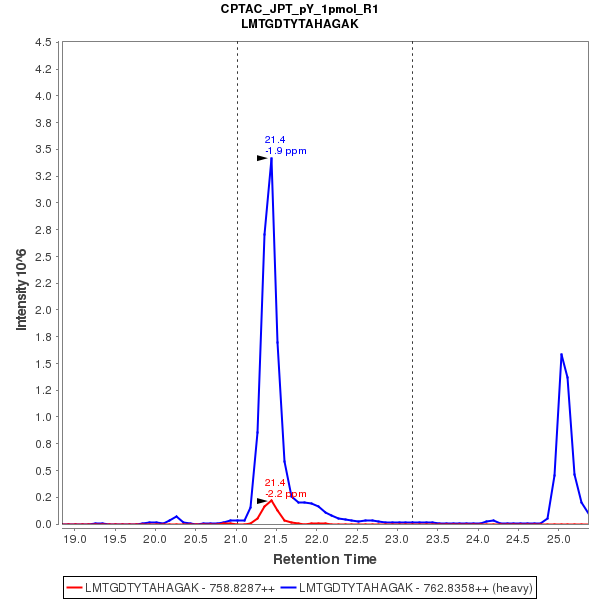 CPTAC_JPT_pY_1pmol_R1
LMTGDTYTAHAGAK
4.5
4.2
4.0
3.8
3.5
3.2
3.0
2.8
2.5
2.2
2.0
1.8
1.5
1.2
1.0
0.8
0.5
0.2
0.0
Intensity 10^6
21.4
-1.9 ppm
21.4
-2.2 ppm
19.0 19.5 20.0 20.5 21.0 21.5 22.0 22.5 23.0 23.5 24.0 24.5 25.0
Retention Time
LMTGDTYTAHAGAK - 758.8287++ LMTGDTYTAHAGAK - 762.8358++ (heavy)